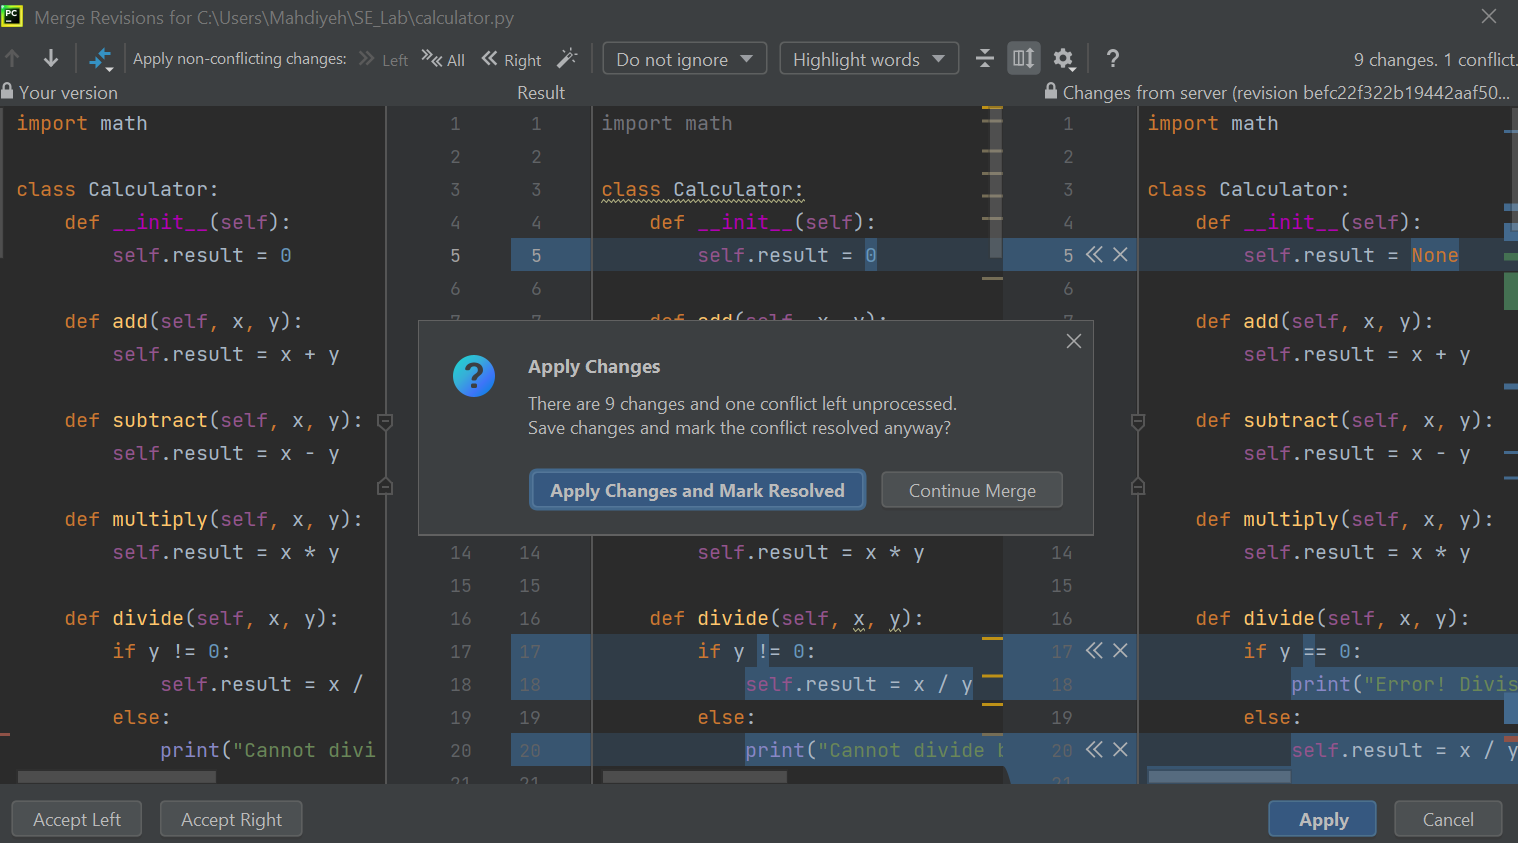 PC
Merge Revisions for C:\Users\Mahdiyeh\SE_Lab\calculator.py
Apply non-conflicting changes: Left All Right Do not ignore Highlight words ? 9 changes. 1 conflict.
Your version Result Changes from server (revision befc22f322b19442aaf50...
import math 1 1 import math 1 import math
2 2 2
class Calculator: 3 3 class Calculator: 3 class Calculator:
def __init__(self): 4 4 def __init__(self): 4 def __init__(self):
self.result = 0 5 5 self.result = 0 5 self.result = None
6 6 6
def add(self, x, y): 7 7 def add(self, x, y): 7 def add(self, x, y):
self.result = x + y self.result = x + y
def subtract(self, x, y): def subtract(self, x, y):
self.result = x - y self.result = x - y
def multiply(self, x, y): def multiply(self, x, y):
?
Apply Changes
There are 9 changes and one conflict left unprocessed.
Save changes and mark the conflict resolved anyway?
Apply Changes and Mark Resolved Continue Merge
self.result = x * y 14 14 self.result = x * y 14 self.result = x * y
15 15 15
def divide(self, x, y): 16 16 def divide(self, x, y): 16 def divide(self, x, y):
if y != 0: 17 17 if y != 0: 17 if y == 0:
self.result = x / 18 18 self.result = x / y 18 print("Error! Divis
else: 19 19 else: 19 else:
print("Cannot divi 20 20 print("Cannot divide b 20 self.result = x / y
21 21 21
Accept Left Accept Right Apply Cancel